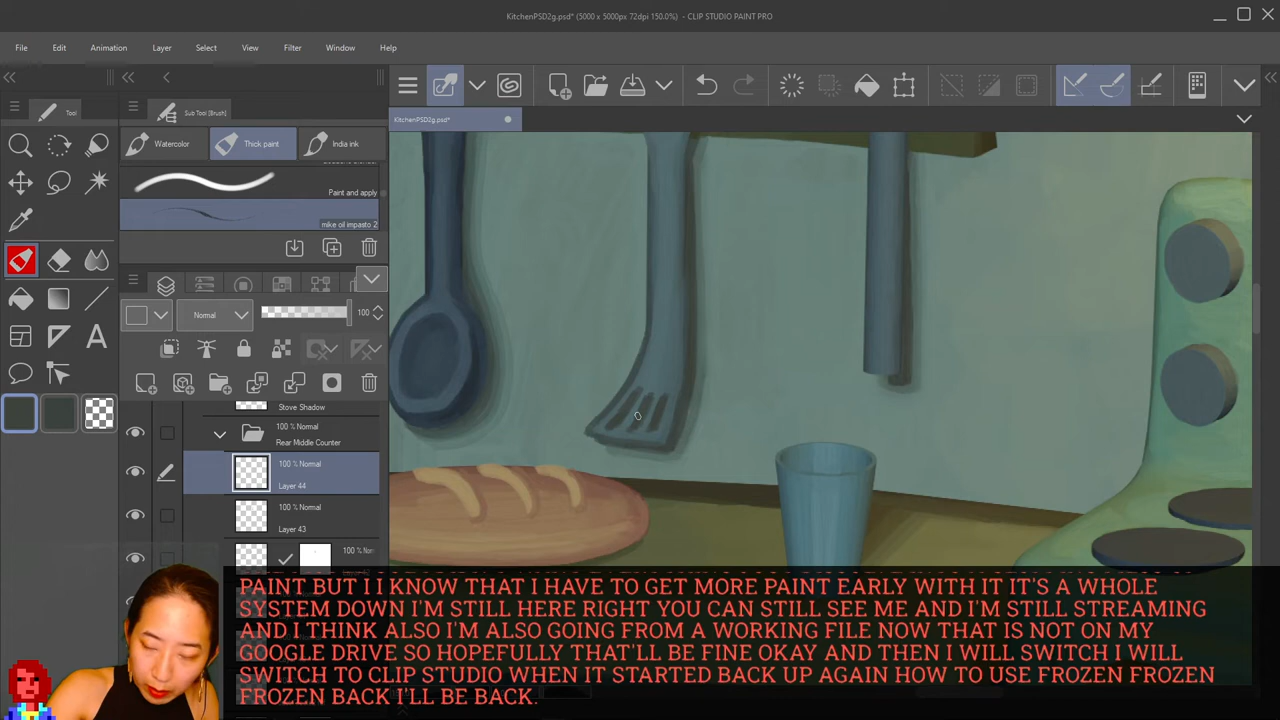 KitchenPSD2g.psd* (5000 x 5000px 72dpi 150.0%) - CLIP STUDIO PAINT PRO
File Edit Animation Layer Select View Filter Window Help
Tool
Sub Tool [Brush]
KitchenPSD2g.psd*
Watercolor
Thick paint
India ink
Paint and apply
mike oil impasto 2
Normal
100
Stove Shadow
100 % Normal
Rear Middle Counter
100 % Normal
Layer 44
100 % Normal
Layer 43
PAINT BUT I I KNOW THAT I HAVE TO GET MORE PAINT EARLY WITH IT IT'S A WHOLE
SYSTEM DOWN I'M STILL HERE RIGHT YOU CAN STILL SEE ME AND I'M STILL STREAMING
AND I THINK ALSO I'M ALSO GOING FROM A WORKING FILE NOW THAT IS NOT ON MY
GOOGLE DRIVE SO HOPEFULLY THAT'LL BE FINE OKAY AND THEN I WILL SWITCH I WILL
SWITCH TO CLIP STUDIO WHEN IT STARTED BACK UP AGAIN HOW TO USE FROZEN FROZEN
FROZEN BACK I'LL BE BACK.